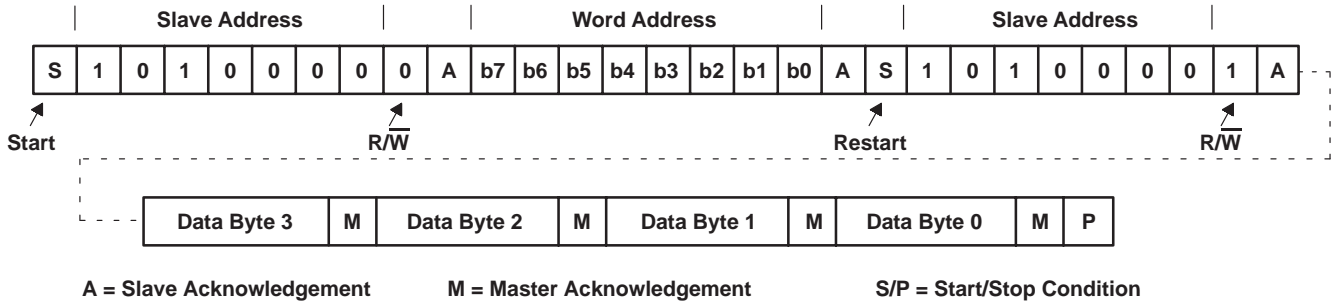 Slave Address Word Address Slave Address
S 1 0 1 0 0 0 0 0 A b7 b6 b5 b4 b3 b2 b1 b0 A S 1 0 1 0 0 0 0 1 A
Start R/W̅ Restart R/W̅
Data Byte 3 M Data Byte 2 M Data Byte 1 M Data Byte 0 M P
A = Slave Acknowledgement M = Master Acknowledgement S/P = Start/Stop Condition